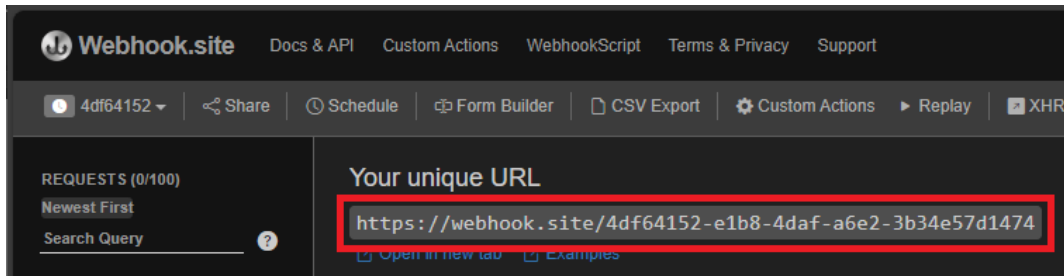 Webhook.site Docs & API Custom Actions WebhookScript Terms & Privacy Support
4df64152 Share Schedule Form Builder CSV Export Custom Actions Replay XHR
REQUESTS (0/100)
Newest First
Search Query ?
Your unique URL
https://webhook.site/4df64152-e1b8-4daf-a6e2-3b34e57d1474
Open in new tab Examples